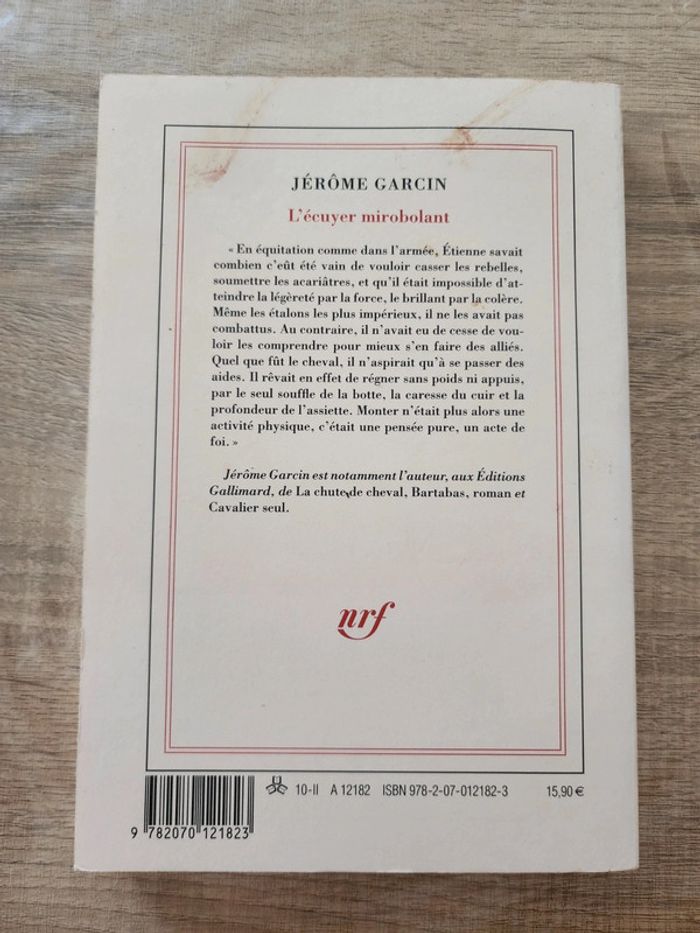 JÉRÔME GARCIN
L'écuyer mirobolant
« En équitation comme dans l'armée, Étienne savait
combien c'eût été vain de vouloir casser les rebelles,
soumettre les acariâtres, et qu'il était impossible d'at-
teindre la légèreté par la force, le brillant par la colère.
Même les étalons les plus impérieux, il ne les avait pas
combattus. Au contraire, il n'avait eu de cesse de vou-
loir les comprendre pour mieux s'en faire des alliés.
Quel que fût le cheval, il n'aspirait qu'à se passer des
aides. Il rêvait en effet de régner sans poids ni appuis,
par le seul souffle de la botte, la caresse du cuir et la
profondeur de l'assiette. Monter n'était plus alors une
activité physique, c'était une pensée pure, un acte de
foi. »
Jérôme Garcin est notamment l'auteur, aux Éditions
Gallimard, de La chute de cheval, Bartabas, roman et
Cavalier seul.
nrf
10-II A 12182 ISBN 978-2-07-012182-3 15,90 €
9 782070 121823